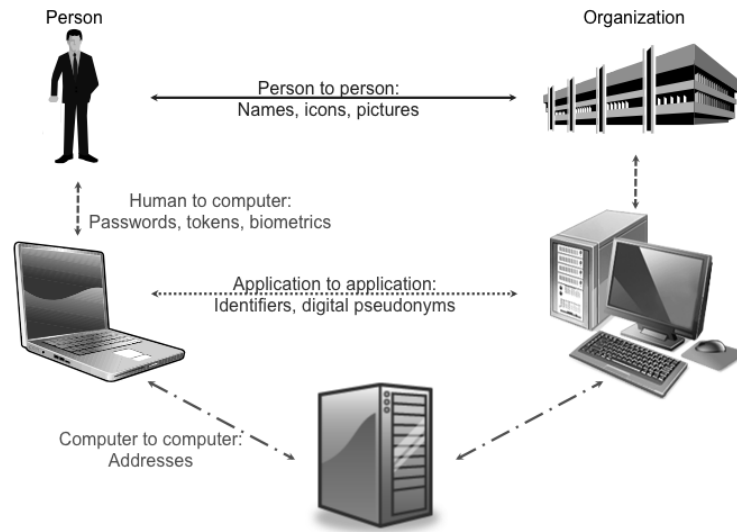 Person
Organization
Person to person:
Names, icons, pictures
Human to computer:
Passwords, tokens, biometrics
Application to application:
Identifiers, digital pseudonyms
Computer to computer:
Addresses